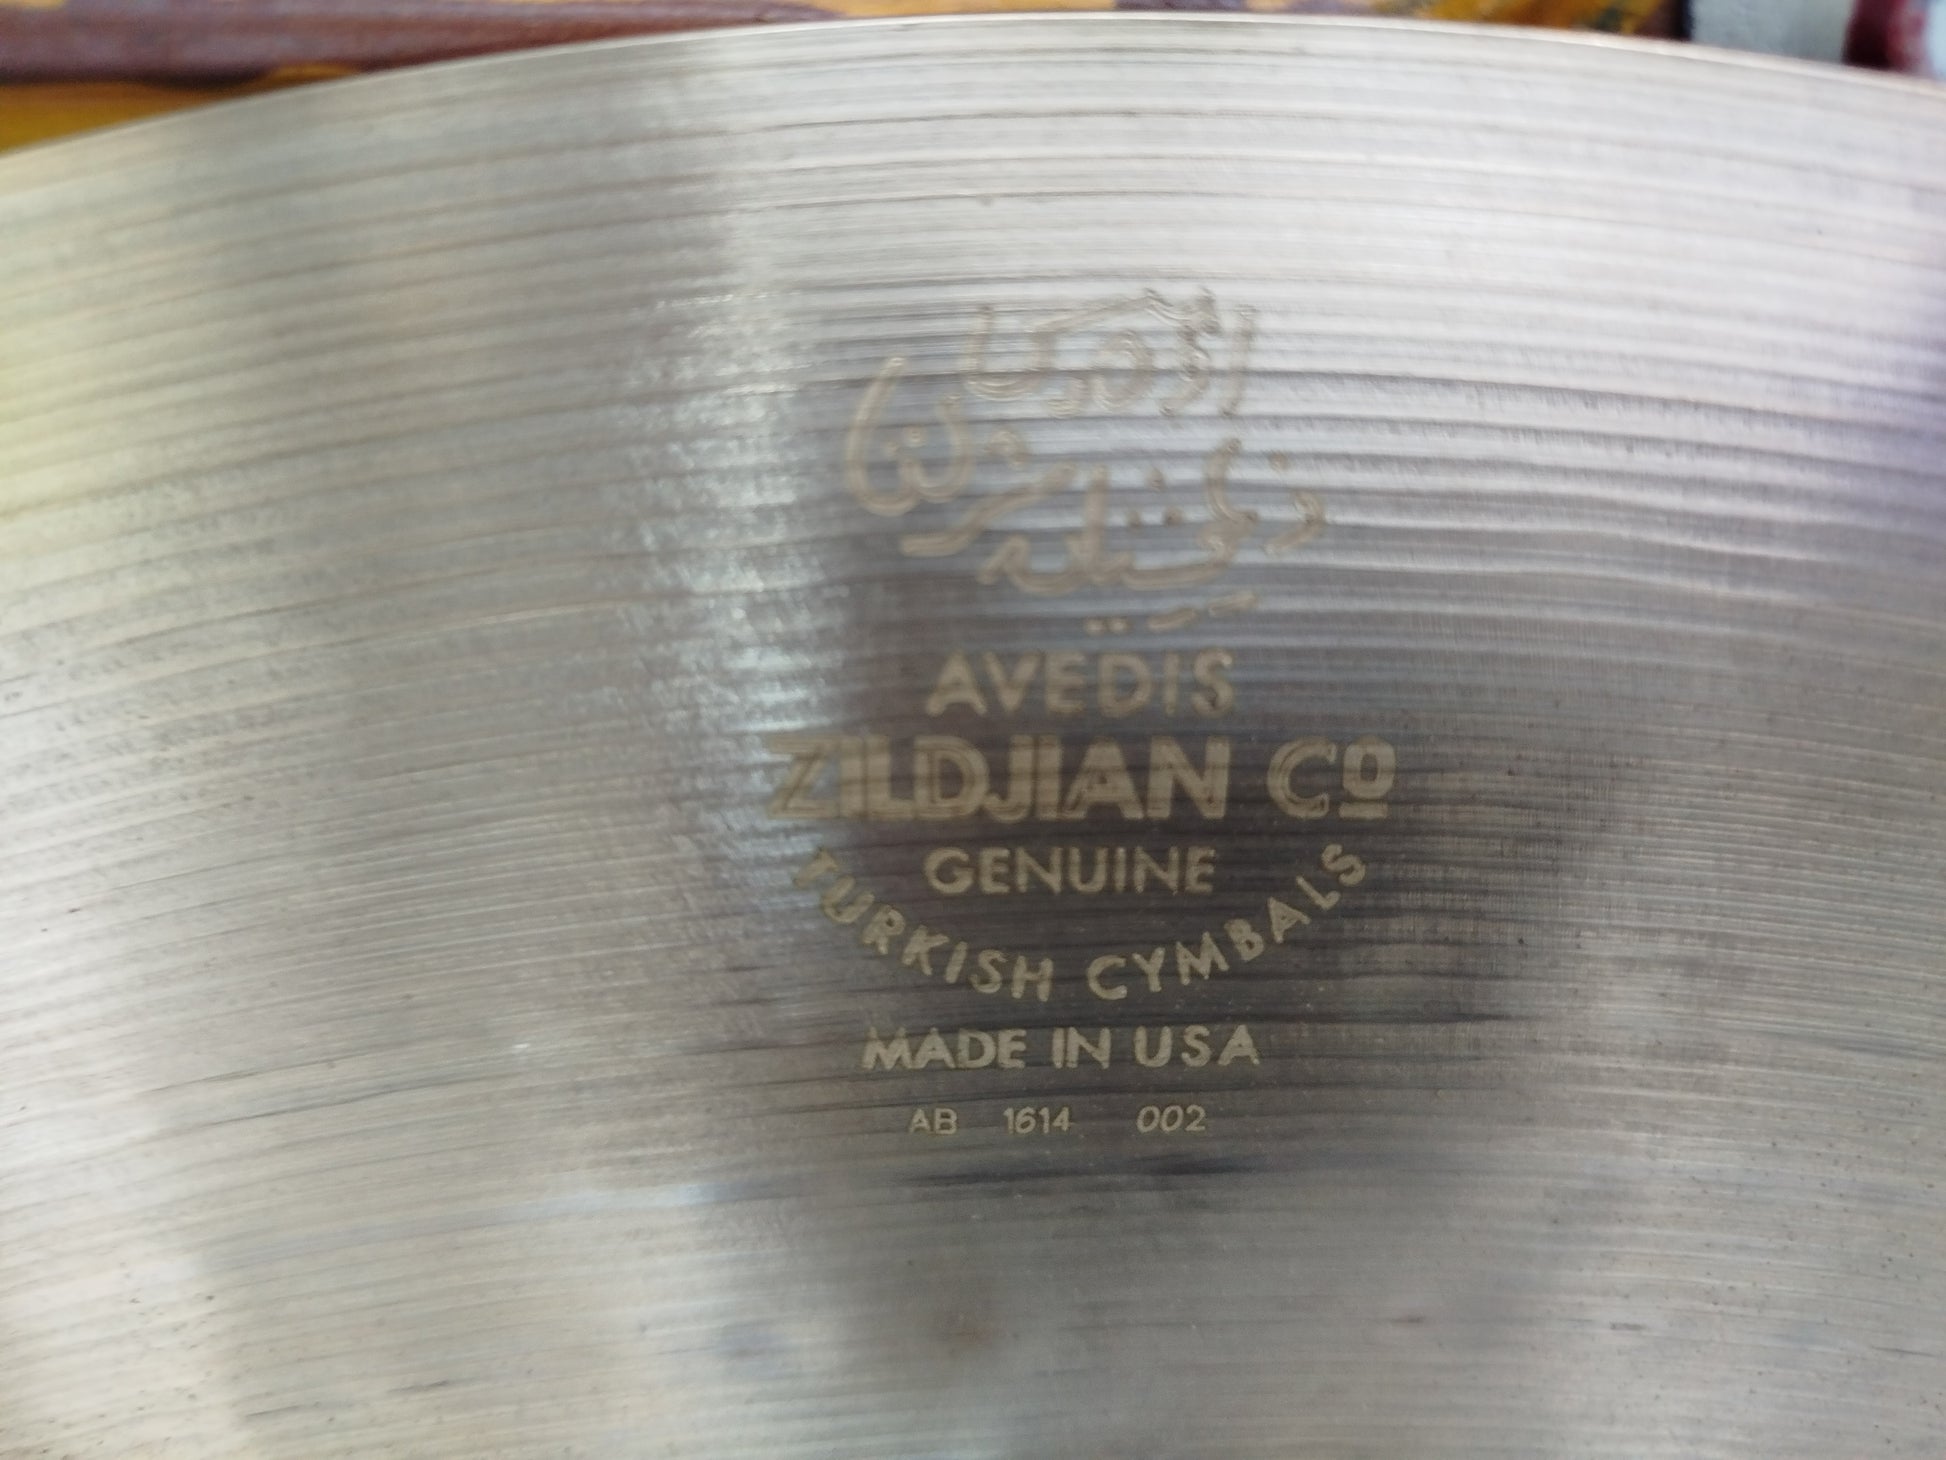 AVEDIS
ZILDJIAN Co
GENUINE
TURKISH CYMBALS
MADE IN USA
AB 1614 002